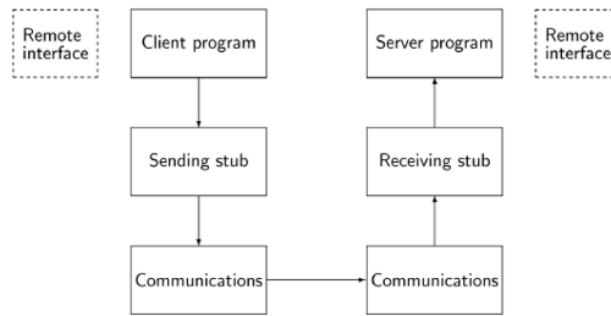 Remote
interface
Client program
Server program
Remote
interface
Sending stub
Receiving stub
Communications
Communications